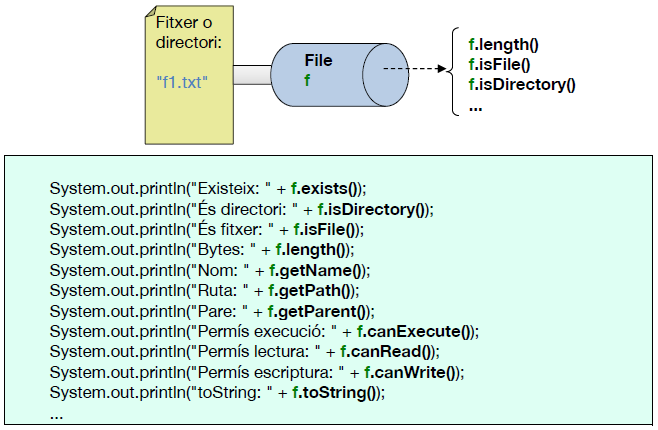 Fitxer o
directori:
"f1.txt"
File
f
f.length()
f.isFile()
f.isDirectory()
...
System.out.println("Existeix: " + f.exists());
System.out.println("És directori: " + f.isDirectory());
System.out.println("És fitxer: " + f.isFile());
System.out.println("Bytes: " + f.length());
System.out.println("Nom: " + f.getName());
System.out.println("Ruta: " + f.getPath());
System.out.println("Pare: " + f.getParent());
System.out.println("Permís execució: " + f.canExecute());
System.out.println("Permís lectura: " + f.canRead());
System.out.println("Permís escriptura: " + f.canWrite());
System.out.println("toString: " + f.toString());
...